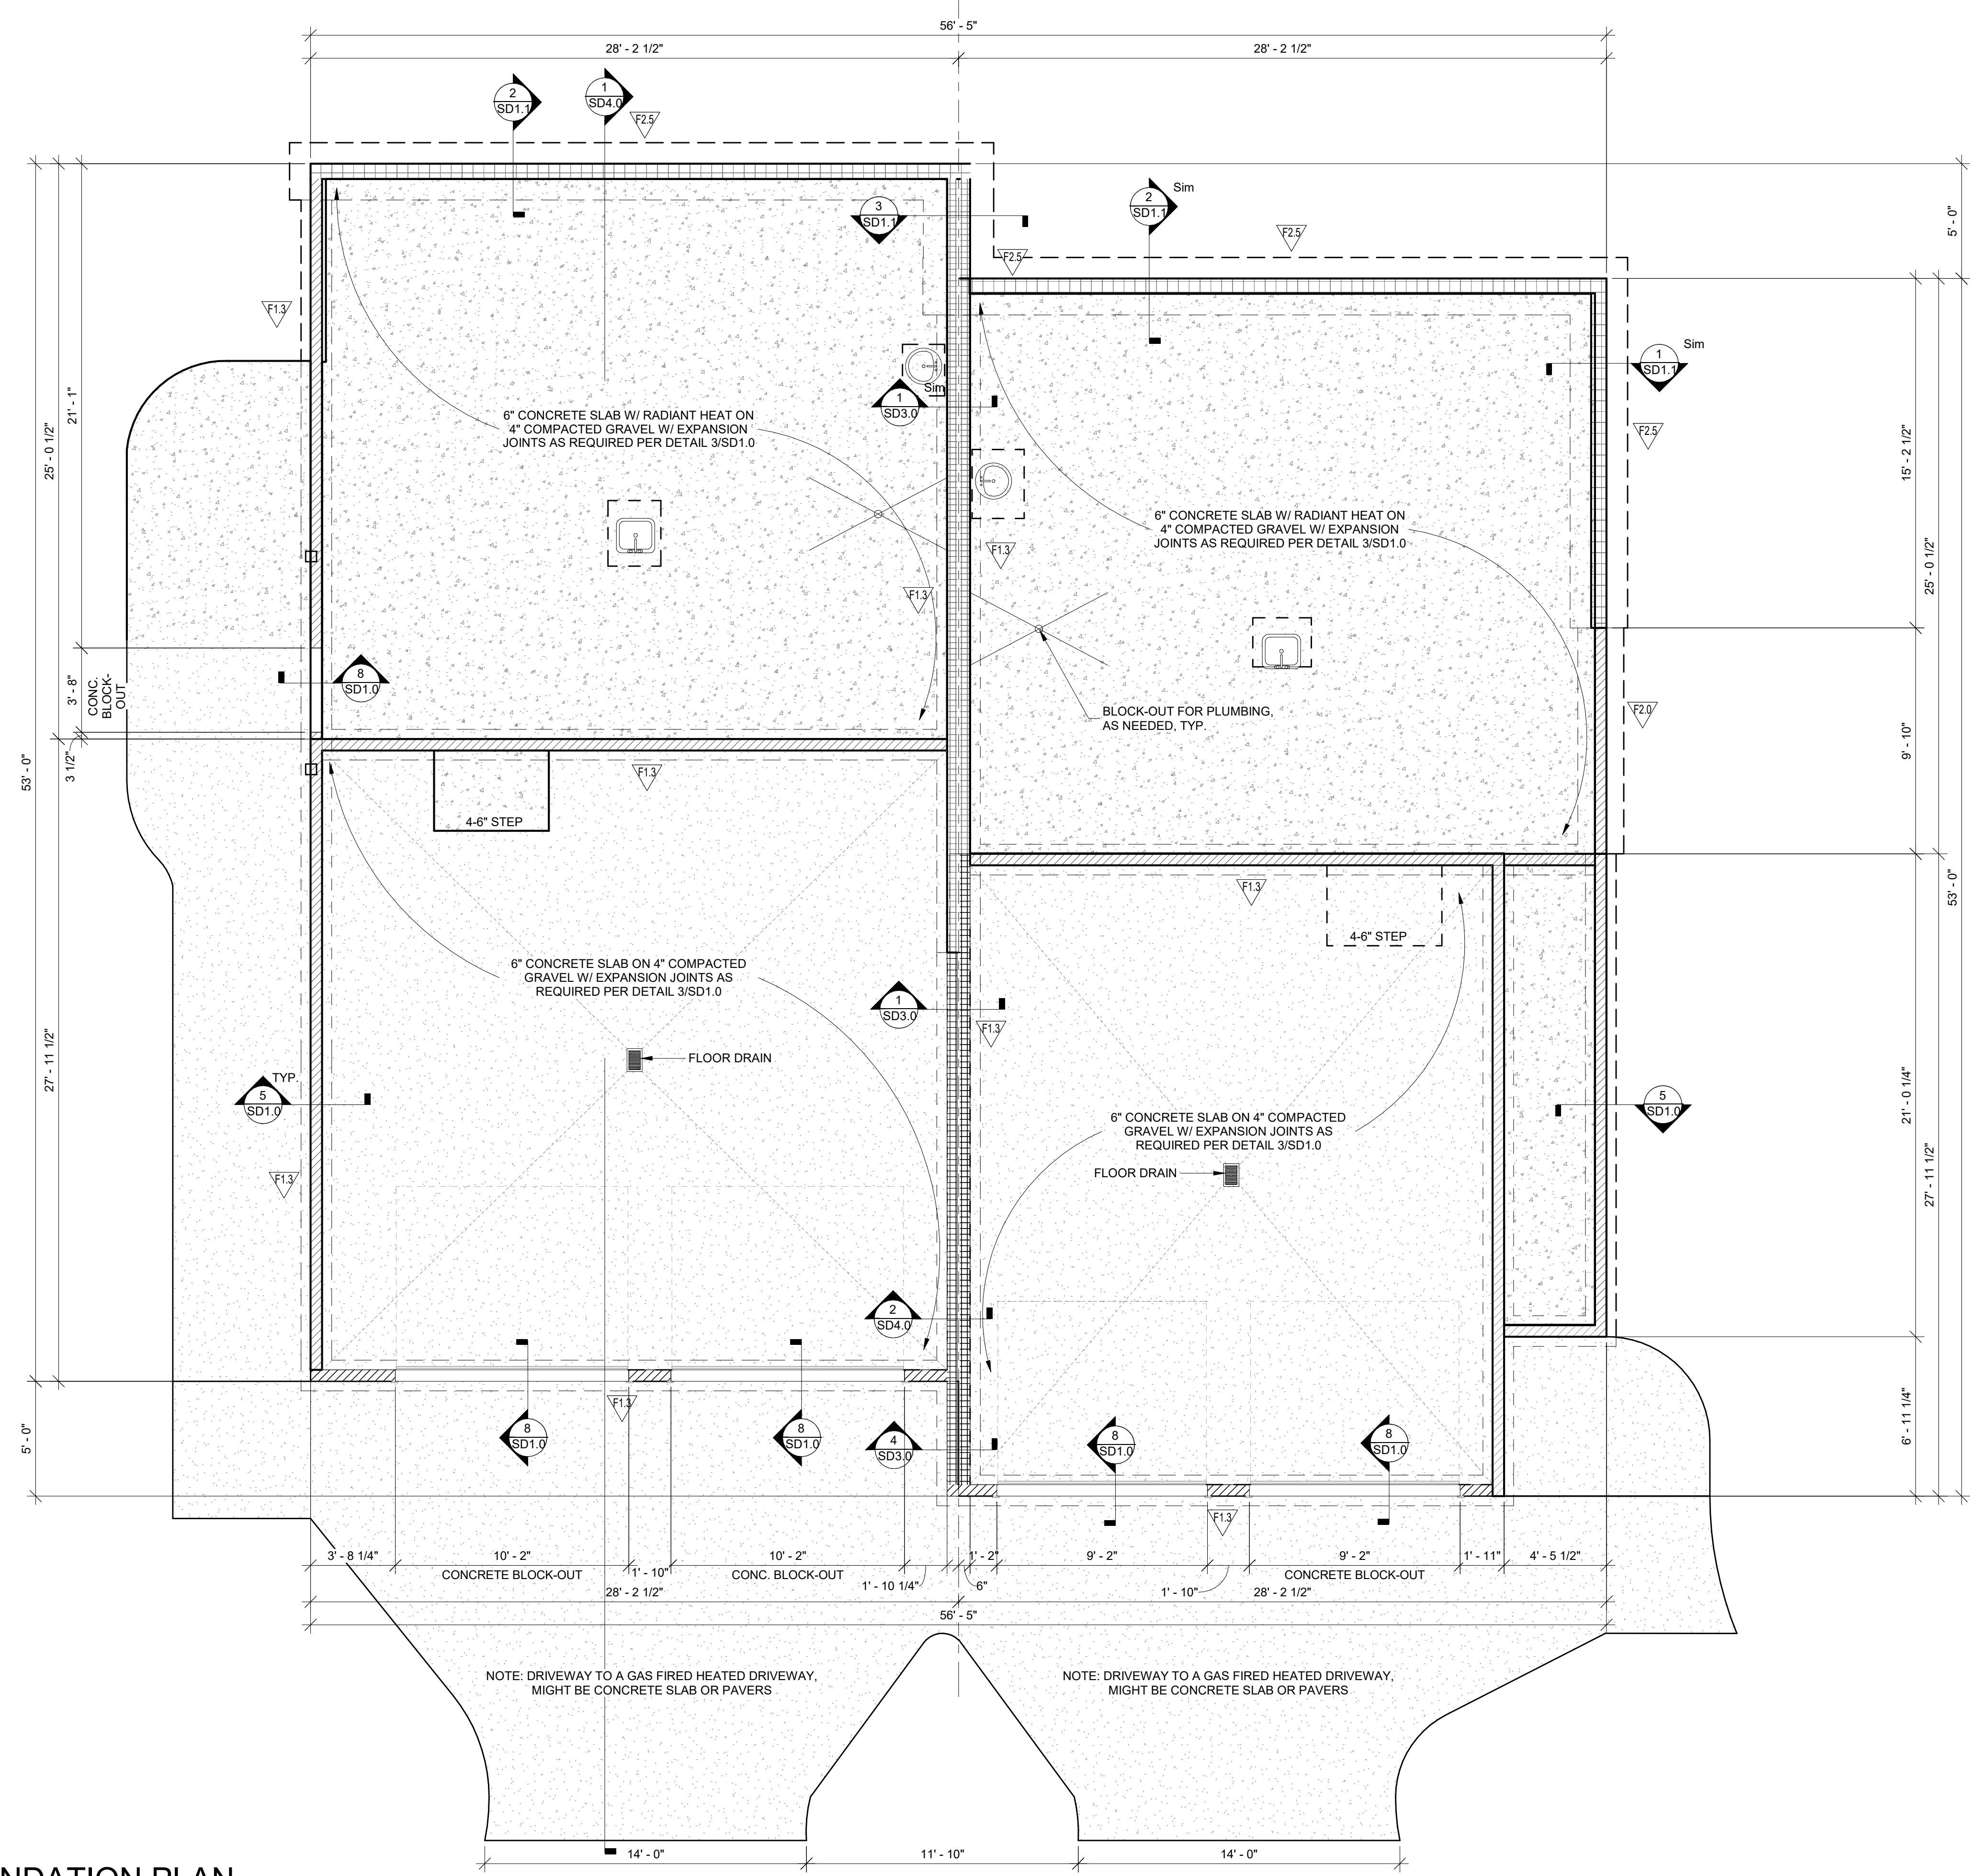 56' - 5"
28' - 2 1/2"
28' - 2 1/2"
2
SD1.1
1
SD4.0
F2.5
3
SD1.1
2
SD1.1
Sim
F2.5
F2.5
5' - 0"
F1.3
1
SD1.1
Sim
Sim
1
SD3.0
F2.5
21' - 1"
25' - 0 1/2"
6" CONCRETE SLAB W/ RADIANT HEAT ON
4" COMPACTED GRAVEL W/ EXPANSION
JOINTS AS REQUIRED PER DETAIL 3/SD1.0
15' - 2 1/2"
6" CONCRETE SLAB W/ RADIANT HEAT ON
4" COMPACTED GRAVEL W/ EXPANSION
JOINTS AS REQUIRED PER DETAIL 3/SD1.0
F1.3
F1.3
25' - 0 1/2"
3' - 8"
CONC.
BLOCK-
OUT
8
SD1.0
BLOCK-OUT FOR PLUMBING,
AS NEEDED, TYP.
F2.0
9' - 10"
3 1/2"
53' - 0"
F1.3
4-6" STEP
F1.3
4-6" STEP
53' - 0"
6" CONCRETE SLAB ON 4" COMPACTED
GRAVEL W/ EXPANSION JOINTS AS
REQUIRED PER DETAIL 3/SD1.0
1
SD3.0
F1.3
27' - 11 1/2"
FLOOR DRAIN
TYP.
5
SD1.0
6" CONCRETE SLAB ON 4" COMPACTED
GRAVEL W/ EXPANSION JOINTS AS
REQUIRED PER DETAIL 3/SD1.0
FLOOR DRAIN
5
SD1.0
21' - 0 1/4"
27' - 11 1/2"
F1.3
2
SD4.0
F1.3
5' - 0"
8
SD1.0
8
SD1.0
4
SD3.0
8
SD1.0
8
SD1.0
6' - 11 1/4"
F1.3
3' - 8 1/4"
10' - 2"
1' - 10"
10' - 2"
1' - 10 1/4"
6"
1' - 2"
9' - 2"
1' - 10"
9' - 2"
1' - 11"
4' - 5 1/2"
CONCRETE BLOCK-OUT
CONC. BLOCK-OUT
CONCRETE BLOCK-OUT
28' - 2 1/2"
28' - 2 1/2"
56' - 5"
NOTE: DRIVEWAY TO A GAS FIRED HEATED DRIVEWAY,
MIGHT BE CONCRETE SLAB OR PAVERS
NOTE: DRIVEWAY TO A GAS FIRED HEATED DRIVEWAY,
MIGHT BE CONCRETE SLAB OR PAVERS
14' - 0"
11' - 10"
14' - 0"
NDATION PLAN